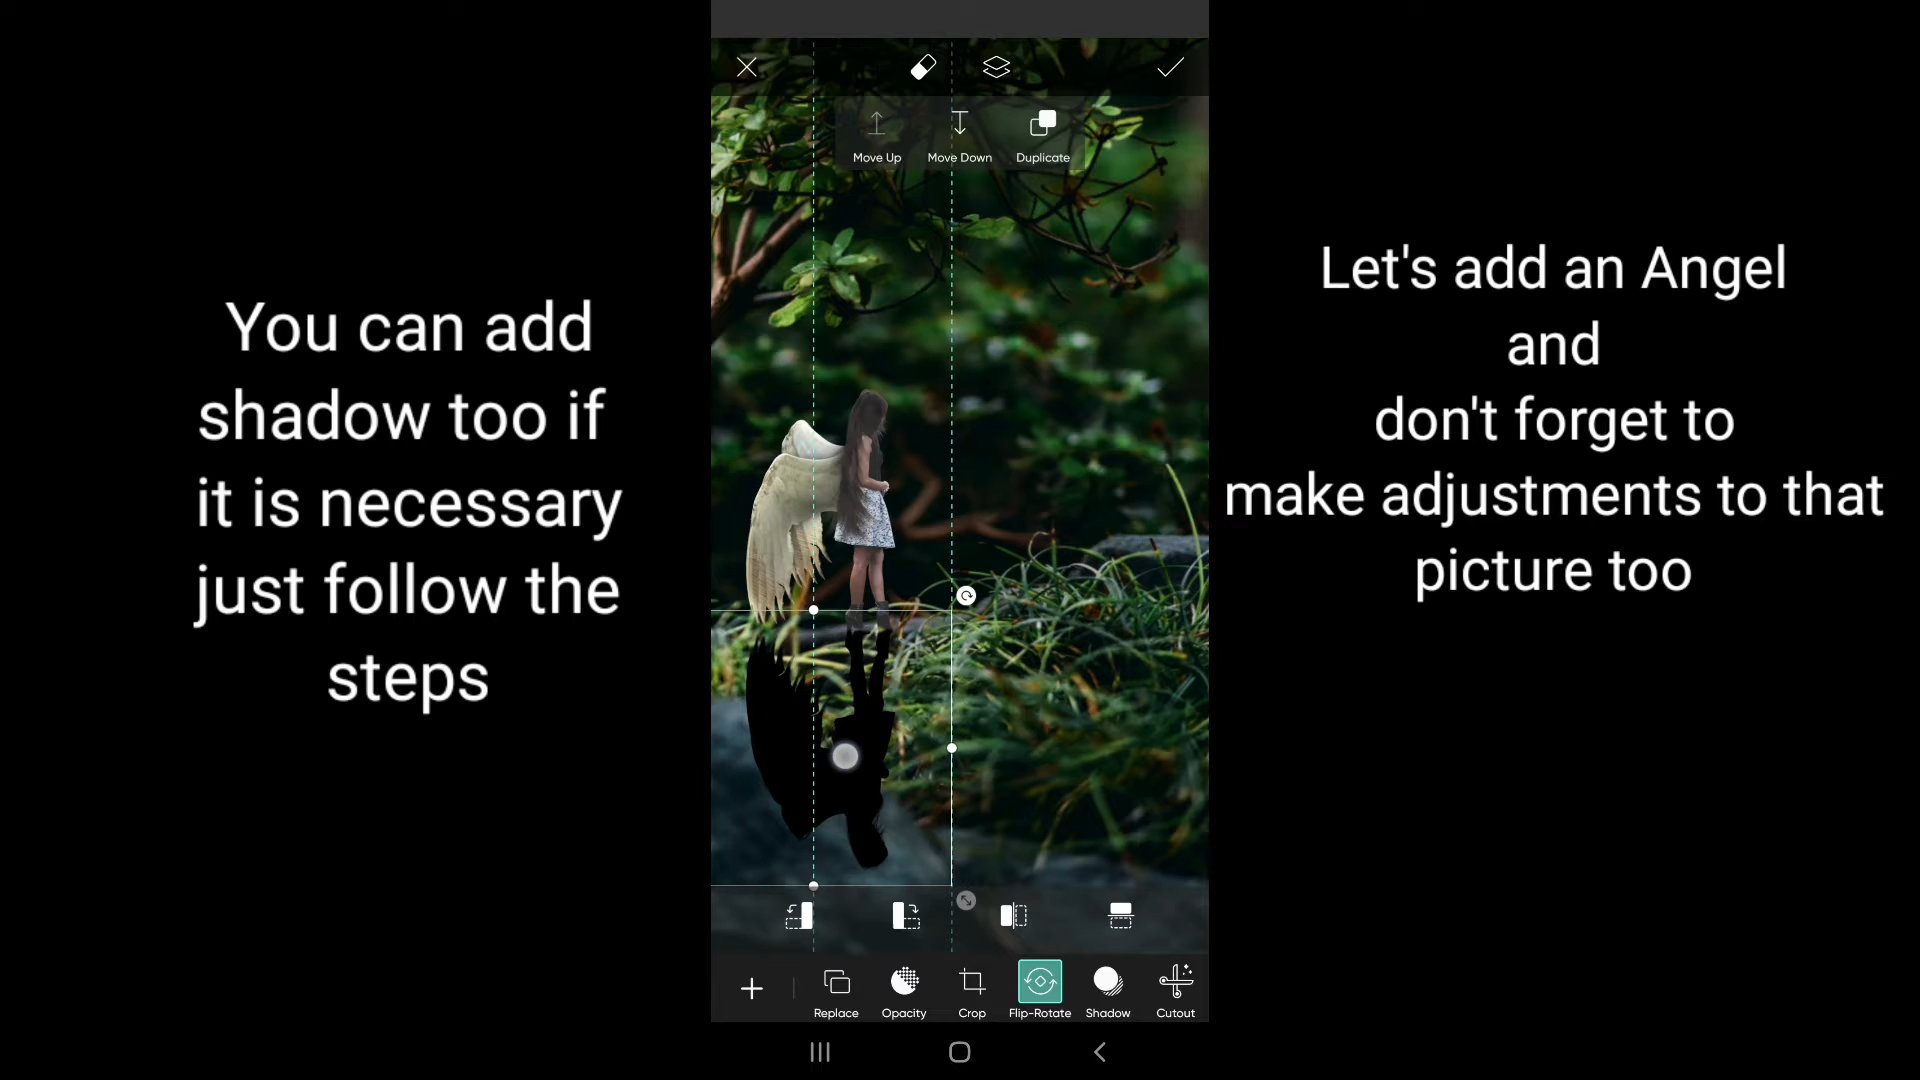 You can add
shadow too if
it is necessary
just follow the
steps
Move Up Move Down Duplicate
Replace Opacity Crop Flip-Rotate Shadow Cutout
Let's add an Angel
and
don't forget to
make adjustments to that
picture too